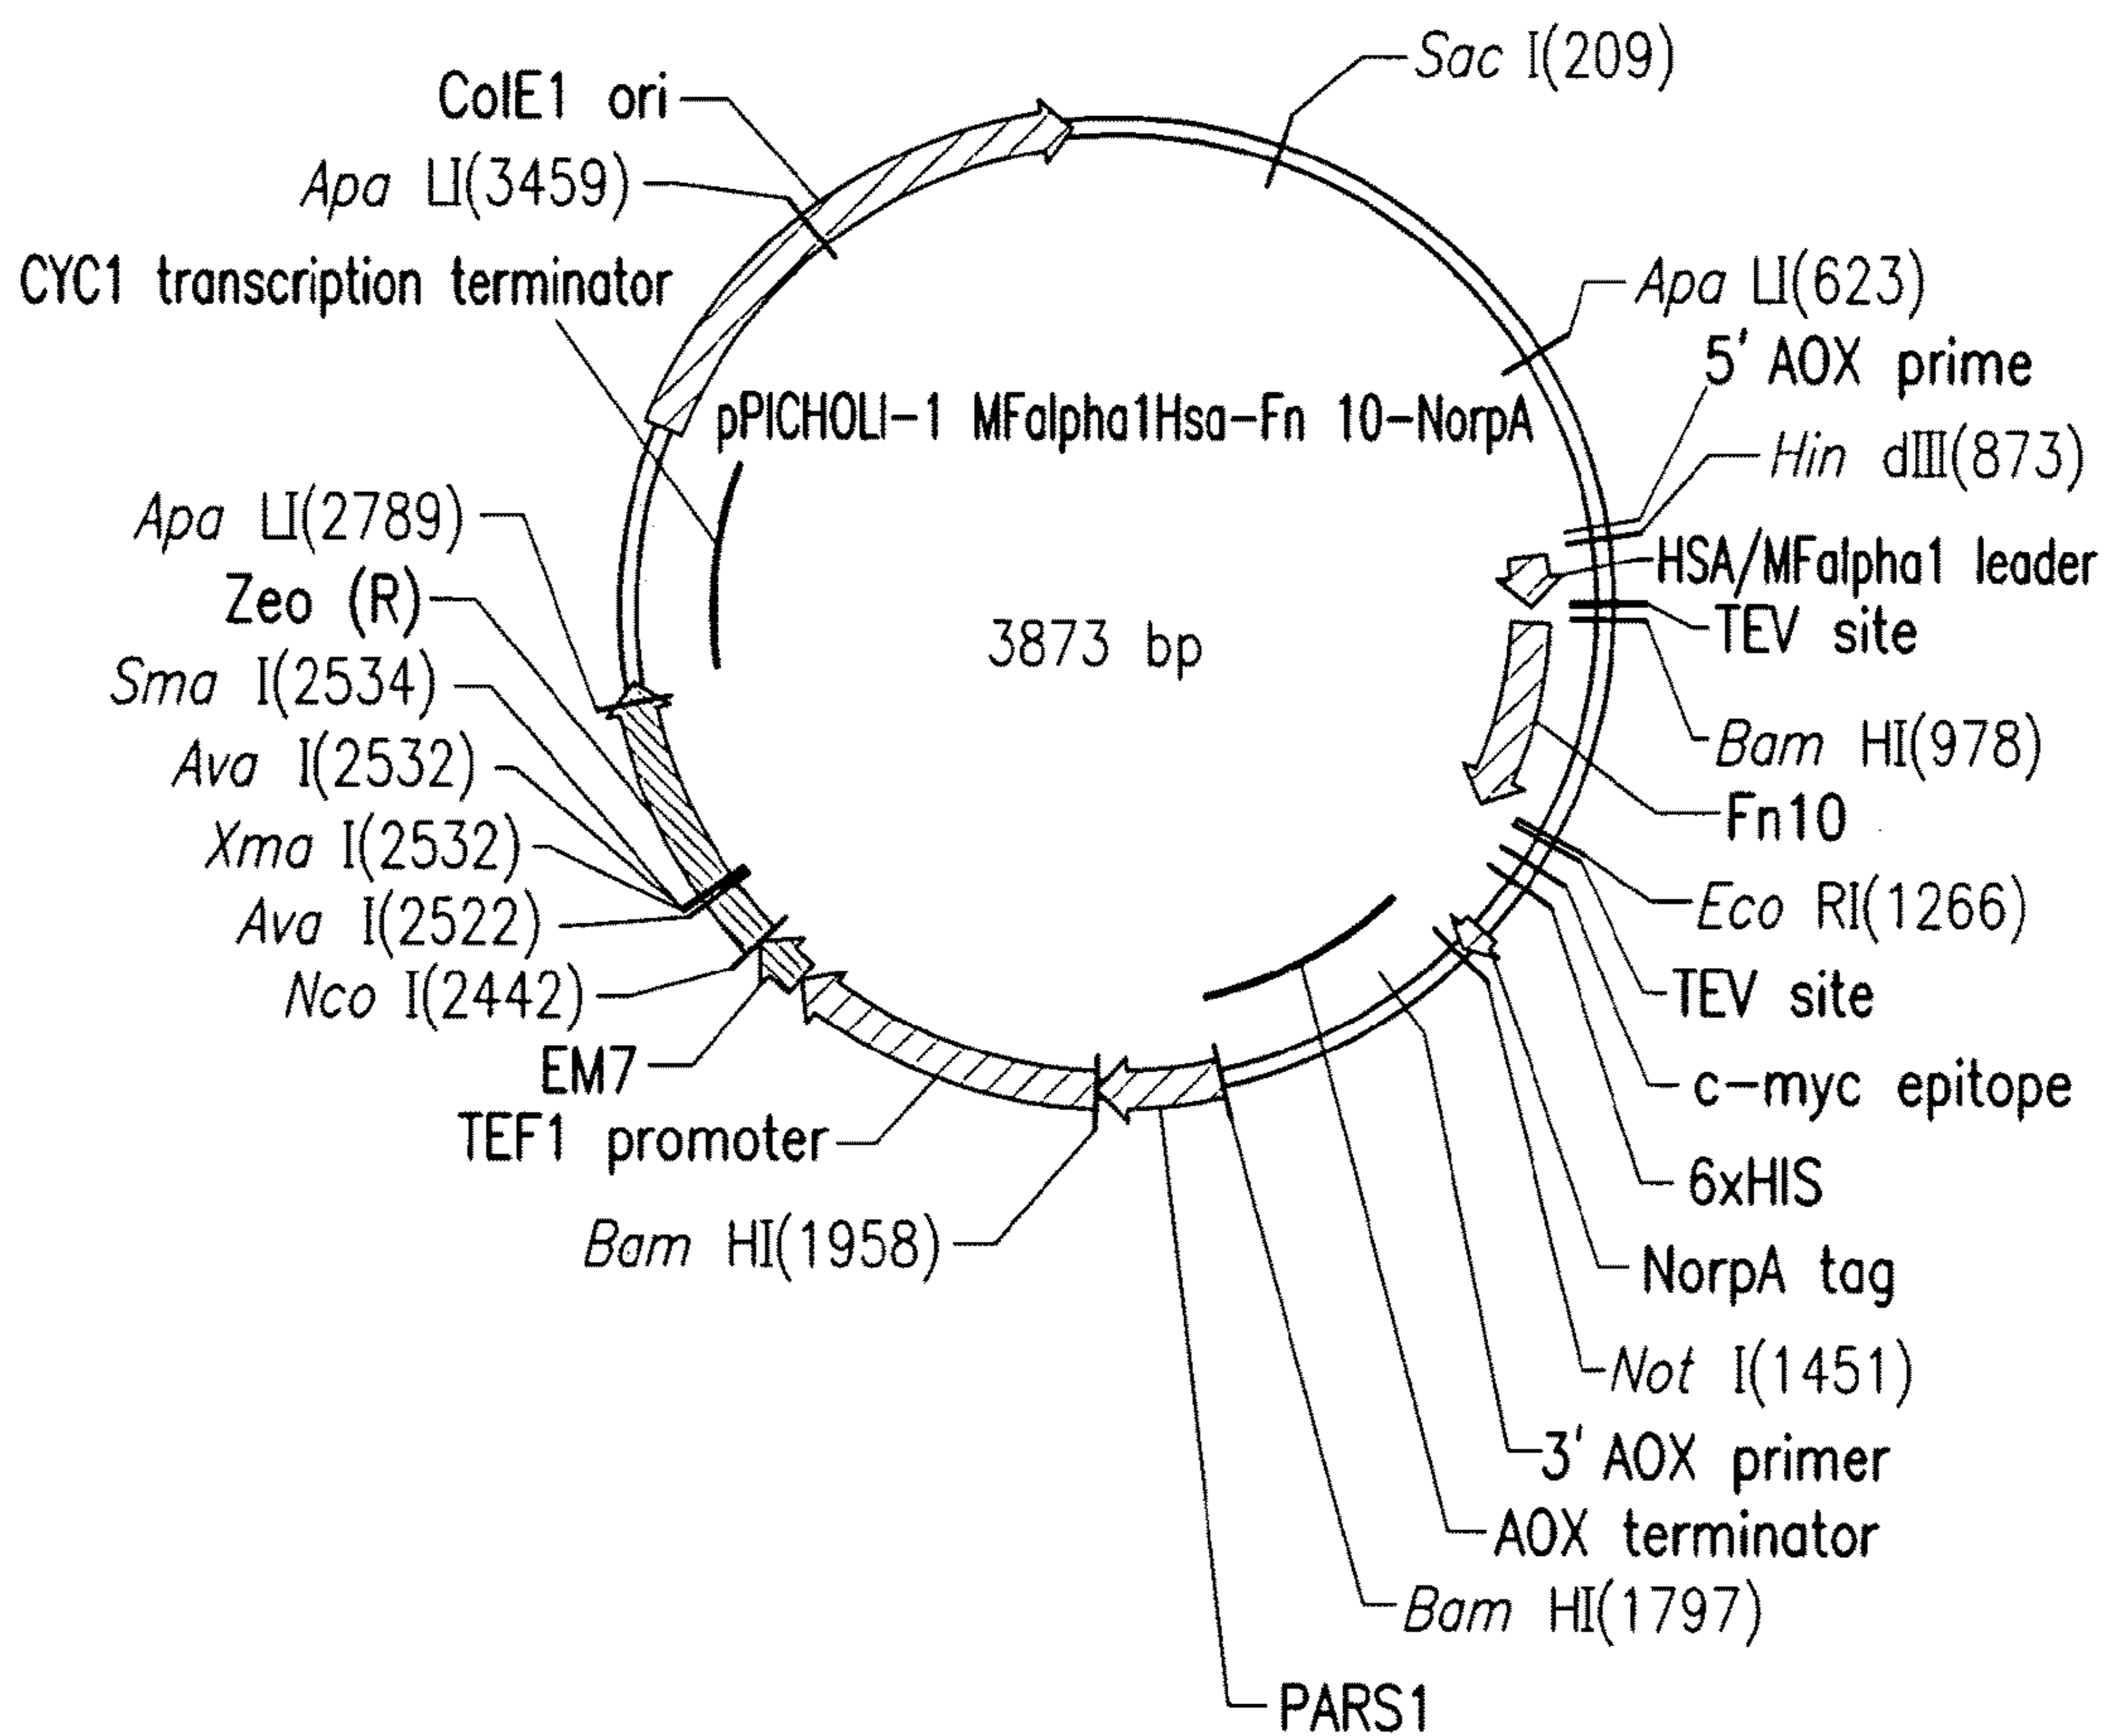 Sac I(209)
ColE1 ori
Apa LI(3459)
CYC1 transcription terminator
Apa LI(623)
5' AOX prime
pPICHOLI-1 MFalpha1Hsa-Fn 10-NorpA
Hin dIII(873)
Apa LI(2789)
HSA/MFalpha1 leader
Zeo (R)
TEV site
3873 bp
Sma I(2534)
Bam HI(978)
Ava I(2532)
Fn10
Xma I(2532)
Eco RI(1266)
Ava I(2522)
TEV site
Nco I(2442)
EM7
c-myc epitope
TEF1 promoter
6xHIS
Bam HI(1958)
NorpA tag
Not I(1451)
3' AOX primer
AOX terminator
Bam HI(1797)
PARS1